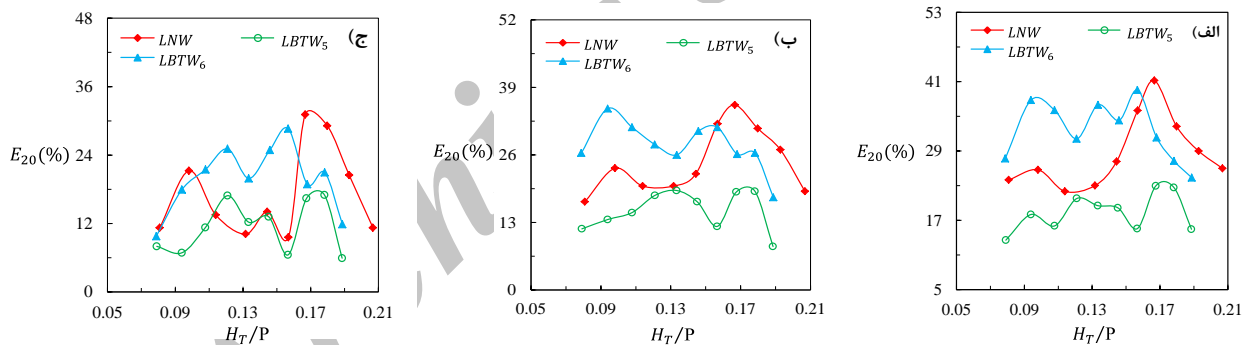 48
36
24
12
0
E₂₀(%)
ج)
LNW
LBTW₅
LBTW₆
0.05 0.09 0.13 0.17 0.21
H_T/P
52
39
26
13
0
E₂₀(%)
ب)
LNW
LBTW₅
LBTW₆
0.05 0.09 0.13 0.17 0.21
H_T/P
53
41
29
17
5
E₂₀(%)
الف)
LNW
LBTW₅
LBTW₆
0.05 0.09 0.13 0.17 0.21
H_T/P